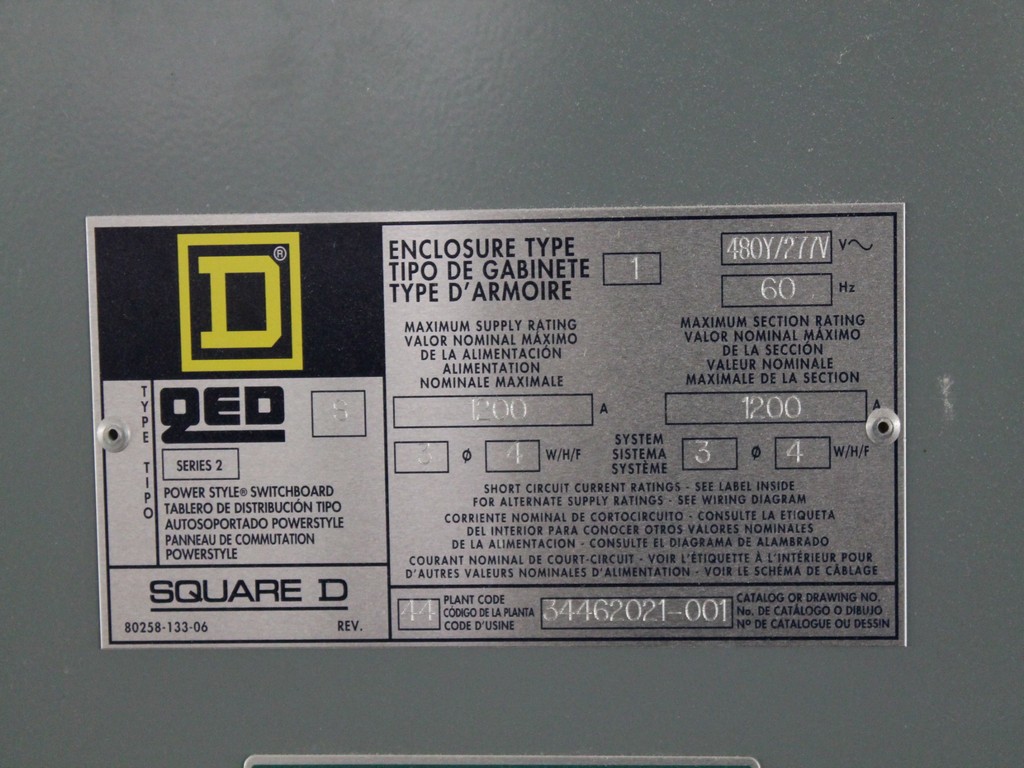 D®
TYPE TIPO
QED
S
SERIES 2
POWER STYLE® SWITCHBOARD
TABLERO DE DISTRIBUCIÓN TIPO
AUTOSOPORTADO POWERSTYLE
PANNEAU DE COMMUTATION
POWERSTYLE
SQUARE D
80258-133-06 REV.
ENCLOSURE TYPE
TIPO DE GABINETE
TYPE D'ARMOIRE
1
480Y/277V V~
60 Hz
MAXIMUM SUPPLY RATING
VALOR NOMINAL MÁXIMO
DE LA ALIMENTACIÓN
ALIMENTATION
NOMINALE MAXIMALE
1200 A
MAXIMUM SECTION RATING
VALOR NOMINAL MÁXIMO
DE LA SECCIÓN
VALEUR NOMINALE
MAXIMALE DE LA SECTION
1200 A
3 Ø 4 W/H/F
SYSTEM
SISTEMA
SYSTÈME
3 Ø 4 W/H/F
SHORT CIRCUIT CURRENT RATINGS - SEE LABEL INSIDE
FOR ALTERNATE SUPPLY RATINGS - SEE WIRING DIAGRAM
CORRIENTE NOMINAL DE CORTOCIRCUITO - CONSULTE LA ETIQUETA
DEL INTERIOR PARA CONOCER OTROS VALORES NOMINALES
DE LA ALIMENTACION - CONSULTE EL DIAGRAMA DE ALAMBRADO
COURANT NOMINAL DE COURT-CIRCUIT - VOIR L'ÉTIQUETTE À L'INTÉRIEUR POUR
D'AUTRES VALEURS NOMINALES D'ALIMENTATION - VOIR LE SCHÉMA DE CÂBLAGE
44
PLANT CODE
CÓDIGO DE LA PLANTA
CODE D'USINE
34462021-001
CATALOG OR DRAWING NO.
No. DE CATÁLOGO O DIBUJO
Nº DE CATALOGUE OU DESSIN